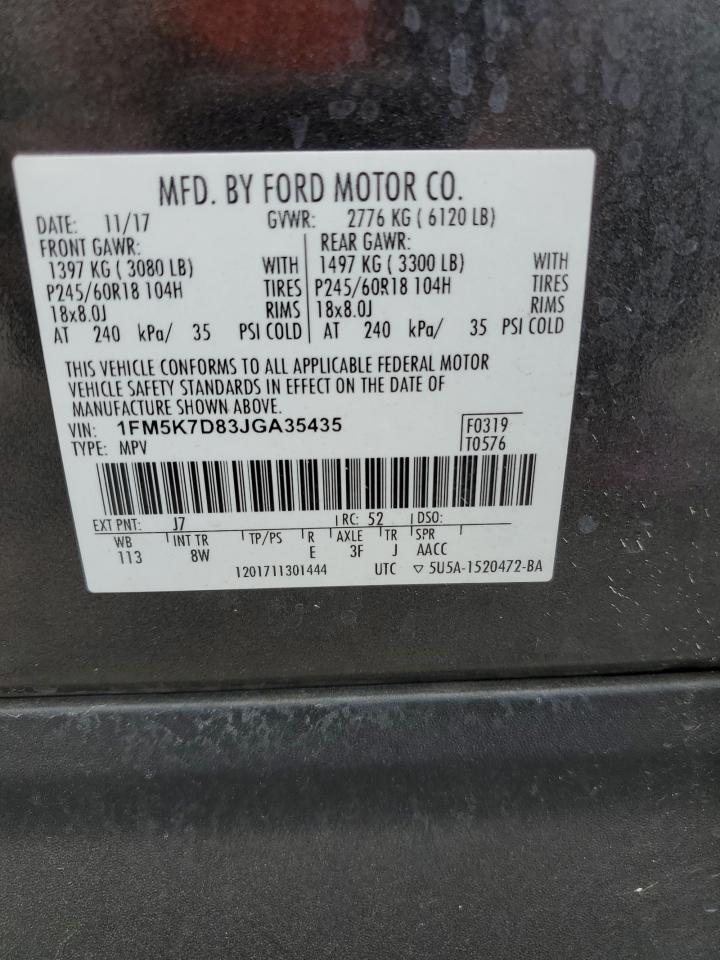 MFD. BY FORD MOTOR CO.
DATE: 11/17 GVWR: 2776 KG ( 6120 LB)
FRONT GAWR: REAR GAWR:
1397 KG ( 3080 LB) WITH 1497 KG ( 3300 LB) WITH
P245/60R18 104H TIRES P245/60R18 104H TIRES
18x8.0J RIMS 18x8.0J RIMS
AT 240 kPa/ 35 PSI COLD AT 240 kPa/ 35 PSI COLD
THIS VEHICLE CONFORMS TO ALL APPLICABLE FEDERAL MOTOR
VEHICLE SAFETY STANDARDS IN EFFECT ON THE DATE OF
MANUFACTURE SHOWN ABOVE.
VIN: 1FM5K7D83JGA35435 F0319
TYPE: MPV T0576
EXT PNT: J7 RC: 52 DSO:
WB INT TR TP/PS R AXLE TR SPR
113 8W E 3F J AACC
1201711301444 UTC ▽ 5U5A-1520472-BA